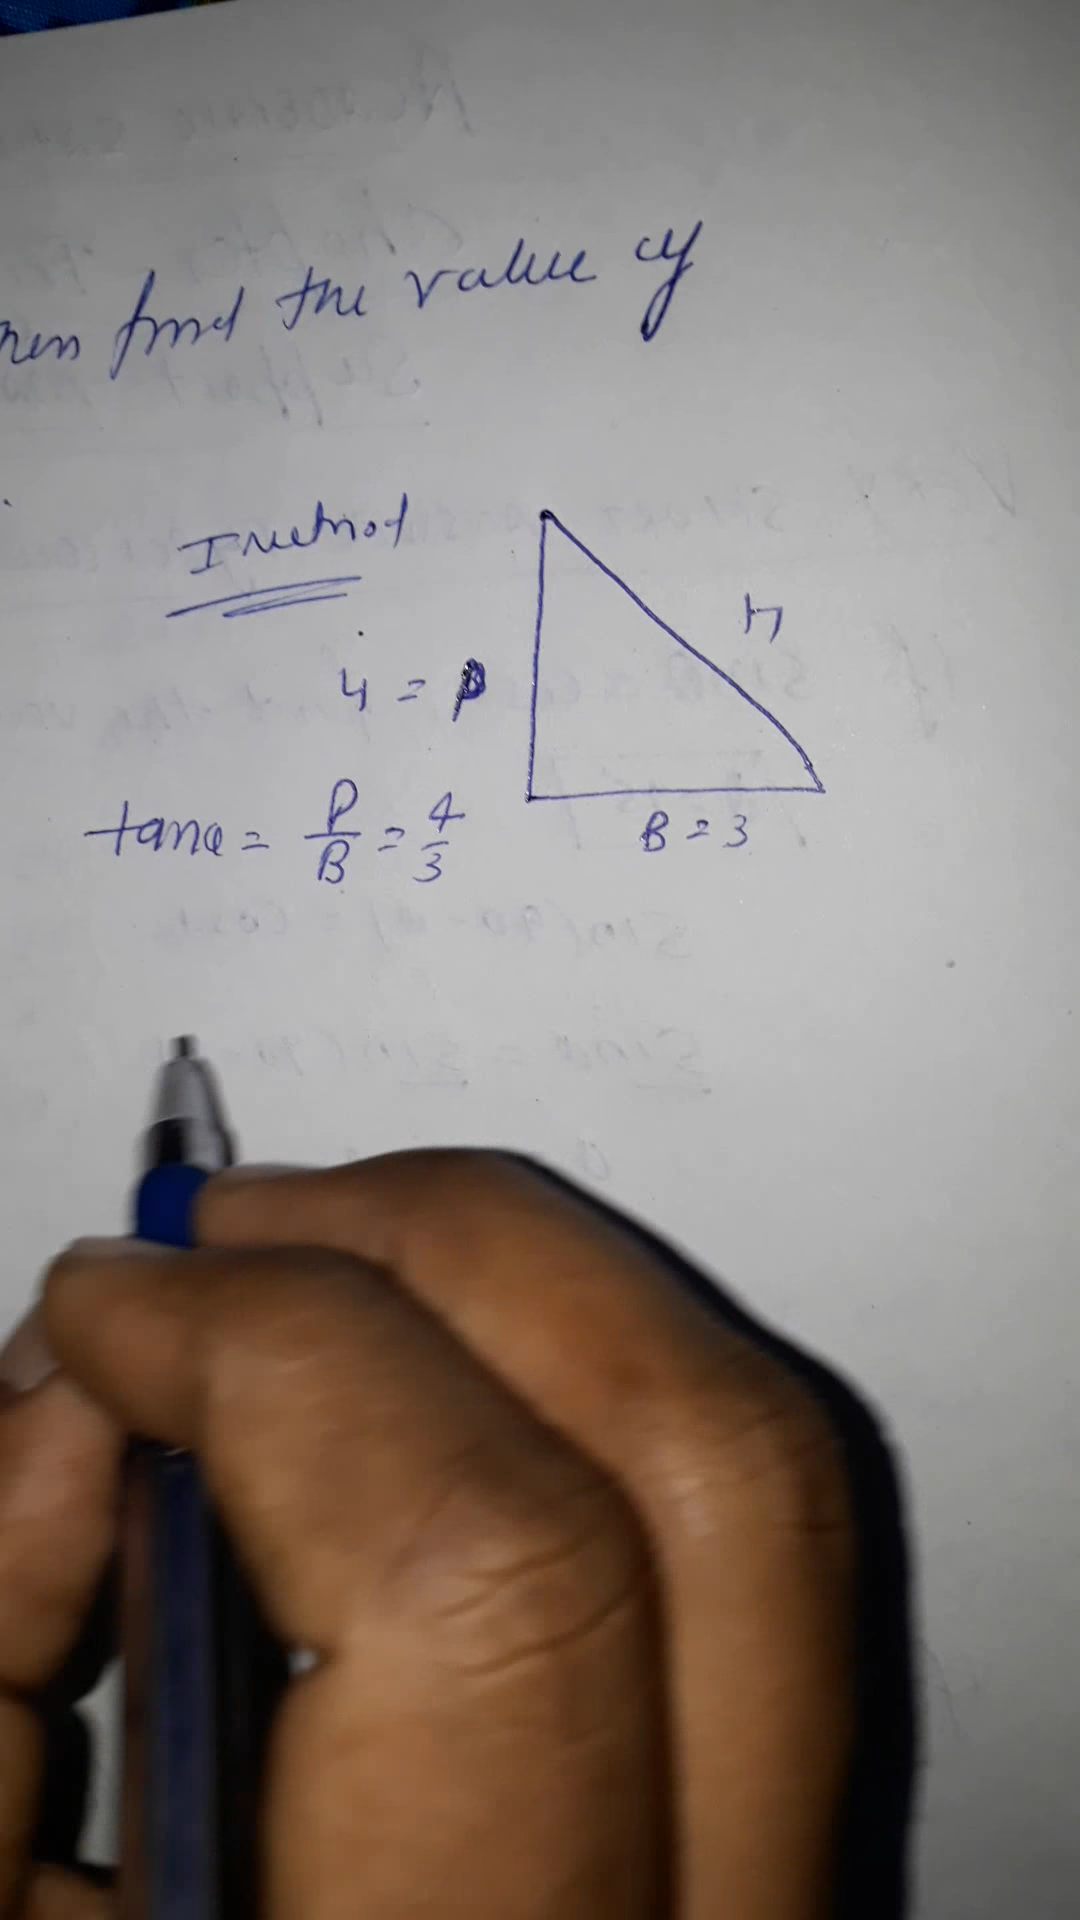 find the value of
I method
H
4 = P
tanθ = P/B = 4/3
B = 3